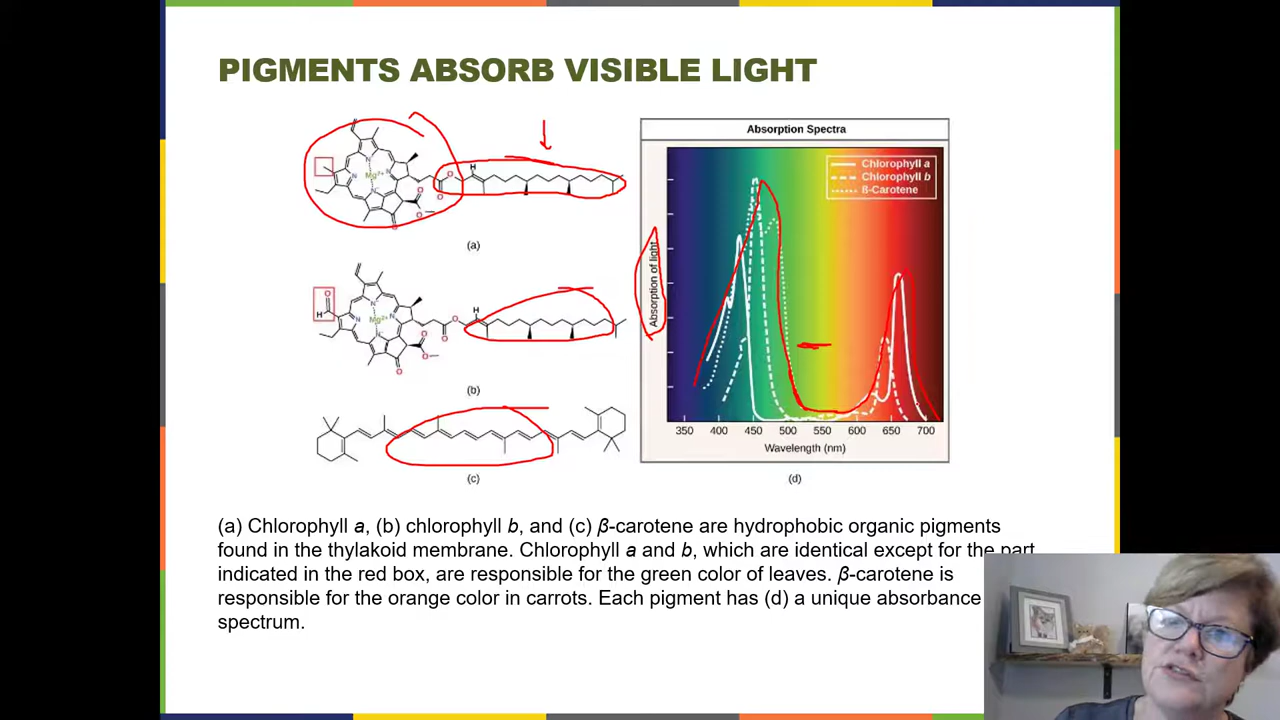 PIGMENTS ABSORB VISIBLE LIGHT
H
N
N
N
Mg²⁺
O
O
O
O
O
(a)
O
H
H
N
N
N
Mg²⁺
O
O
O
O
O
(b)
(c)
Absorption Spectra
Chlorophyll a
Chlorophyll b
ß-Carotene
Absorption of light
350 400 450 500 550 600 650 700
Wavelength (nm)
(d)
(a) Chlorophyll a, (b) chlorophyll b, and (c) β-carotene are hydrophobic organic pigments
found in the thylakoid membrane. Chlorophyll a and b, which are identical except for the part
indicated in the red box, are responsible for the green color of leaves. β-carotene is
responsible for the orange color in carrots. Each pigment has (d) a unique absorbance
spectrum.